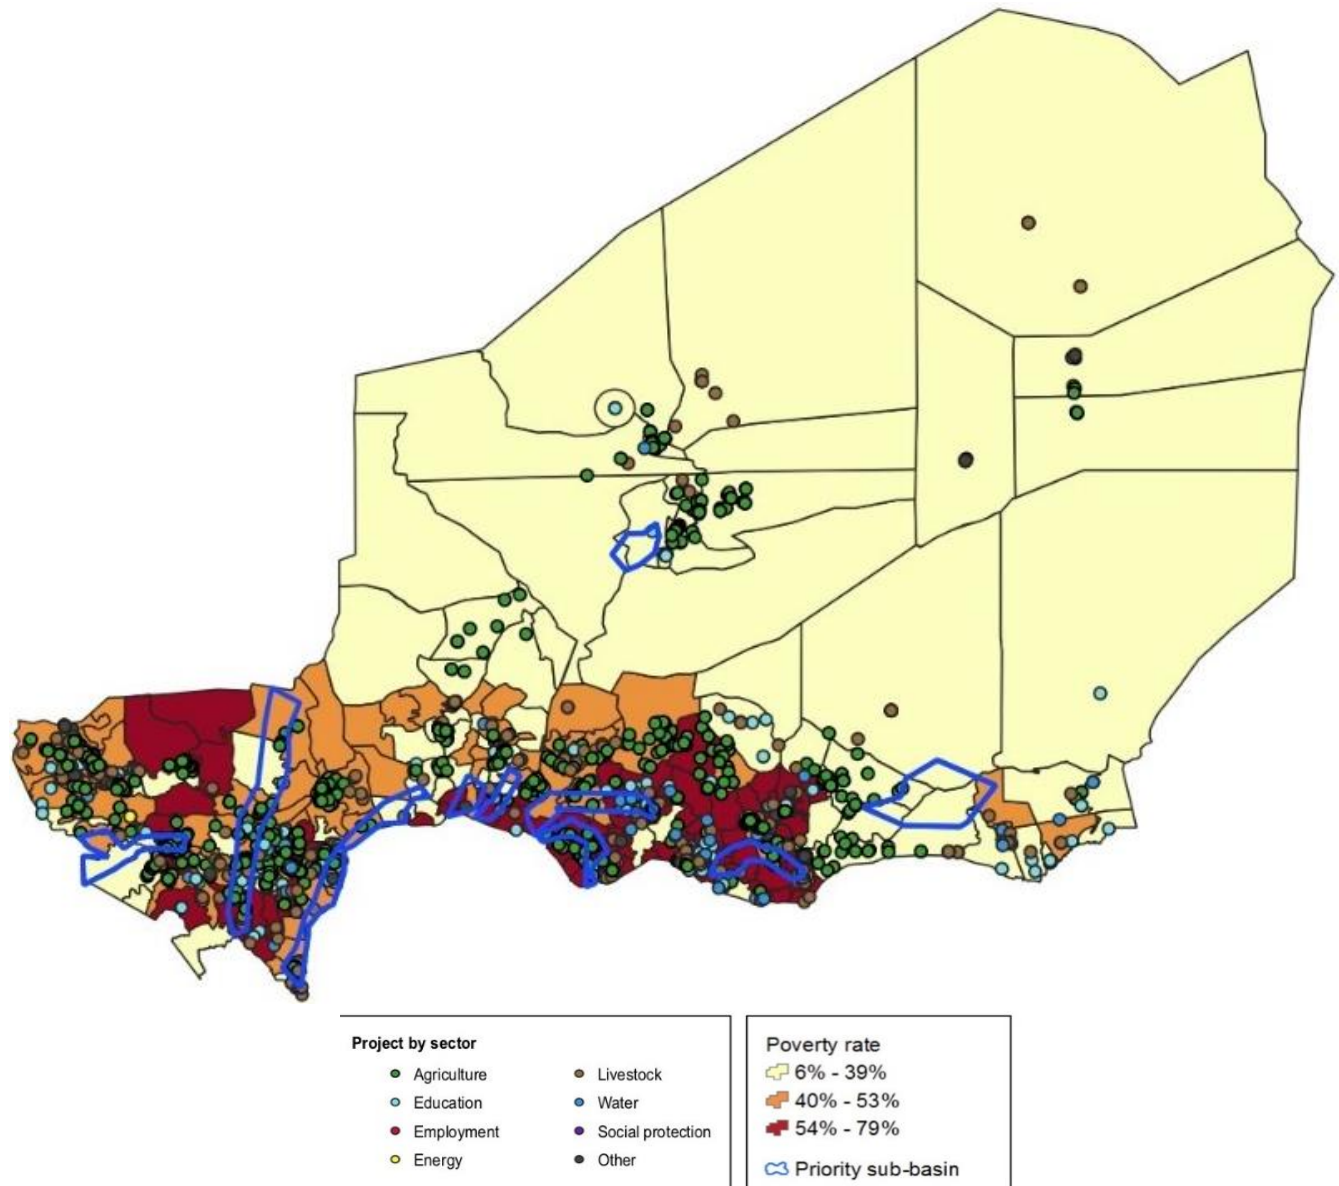 Project by sector
Agriculture
Education
Employment
Energy
Livestock
Water
Social protection
Other
Poverty rate
6% - 39%
40% - 53%
54% - 79%
Priority sub-basin